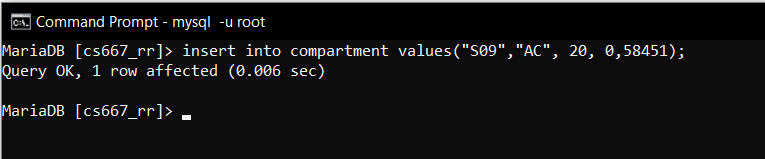 Command Prompt - mysql -u root
MariaDB [cs667_rr]> insert into compartment values("S09","AC", 20, 0,58451);
Query OK, 1 row affected (0.006 sec)
MariaDB [cs667_rr]>